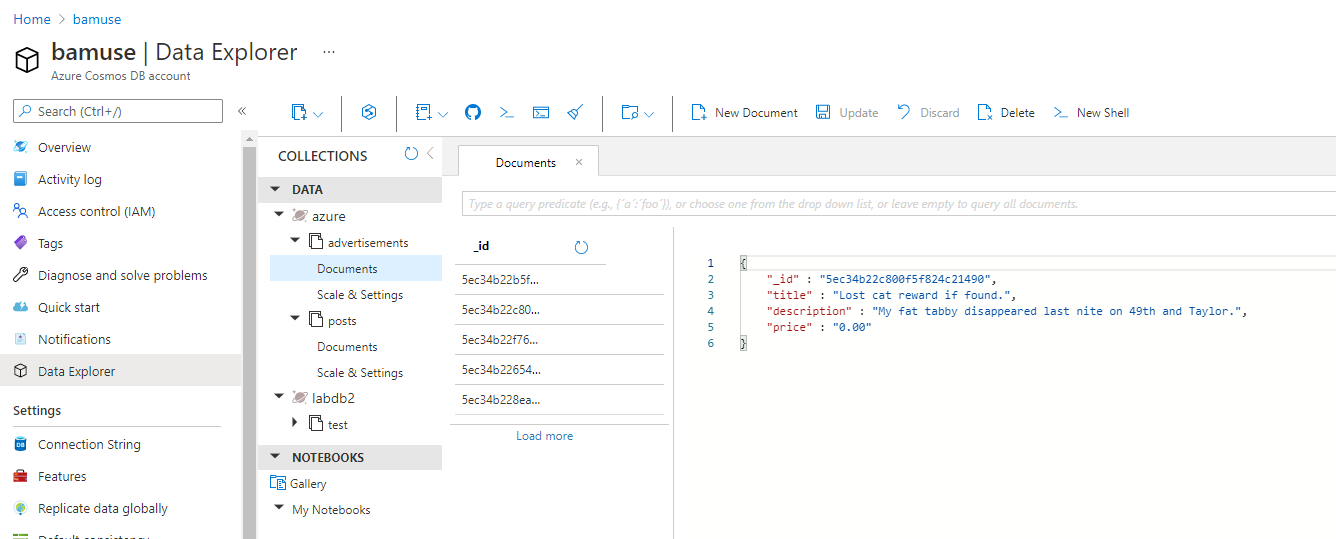 Home > bamuse
bamuse | Data Explorer ...
Azure Cosmos DB account
Search (Ctrl+/)
«
New Document
Update
Discard
Delete
New Shell
Overview
Activity log
Access control (IAM)
Tags
Diagnose and solve problems
Quick start
Notifications
Data Explorer
Settings
Connection String
Features
Replicate data globally
Default consistency
COLLECTIONS
DATA
azure
advertisements
Documents
Scale & Settings
posts
Documents
Scale & Settings
labdb2
test
NOTEBOOKS
Gallery
My Notebooks
Documents ×
Type a query predicate (e.g., {´a´:´foo´}), or choose one from the drop down list, or leave empty to query all documents.
_id
5ec34b22b5f...
5ec34b22c80...
5ec34b22f76...
5ec34b22654...
5ec34b228ea...
Load more
1 {
2 "_id" : "5ec34b22c800f5f824c21490",
3 "title" : "Lost cat reward if found.",
4 "description" : "My fat tabby disappeared last nite on 49th and Taylor.",
5 "price" : "0.00"
6 }